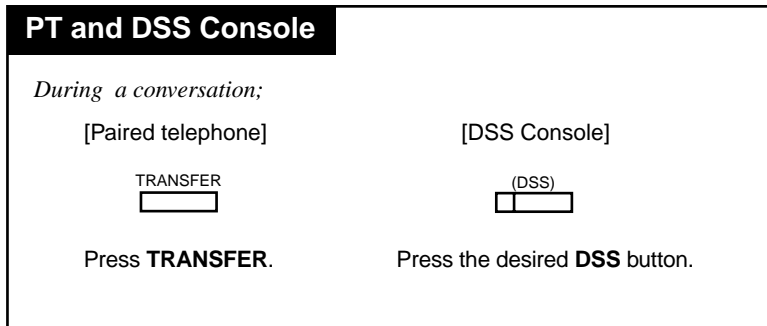 PT and DSS Console
During a conversation;
[Paired telephone]
[DSS Console]
TRANSFER
(DSS)
Press TRANSFER.
Press the desired DSS button.